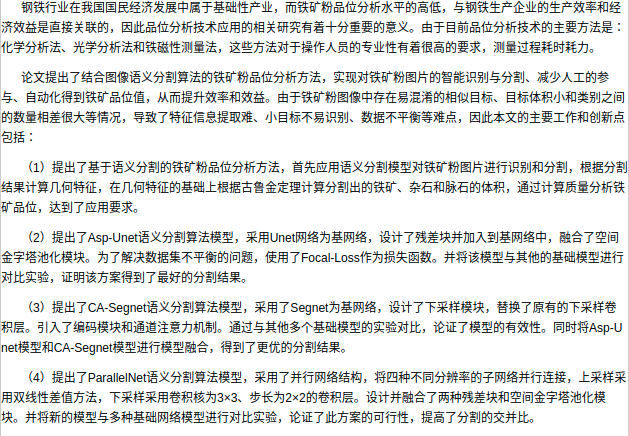 钢铁行业在我国国民经济发展中属于基础性产业，而铁矿粉品位分析水平的高低，与钢铁生产企业的生产效率和经
济效益是直接关联的，因此品位分析技术应用的相关研究有着十分重要的意义。由于目前品位分析技术的主要方法是：
化学分析法、光学分析法和铁磁性测量法，这些方法对于操作人员的专业性有着很高的要求，测量过程耗时耗力。
论文提出了结合图像语义分割算法的铁矿粉品位分析方法，实现对铁矿粉图片的智能识别与分割、减少人工的参
与、自动化得到铁矿品位值，从而提升效率和效益。由于铁矿粉图像中存在易混淆的相似目标、目标体积小和类别之间
的数量相差很大等情况，导致了特征信息提取难、小目标不易识别、数据不平衡等难点，因此本文的主要工作和创新点
包括：
（1）提出了基于语义分割的铁矿粉品位分析方法，首先应用语义分割模型对铁矿粉图片进行识别和分割，根据分割
结果计算几何特征，在几何特征的基础上根据古鲁金定理计算分割出的铁矿、杂石和脉石的体积，通过计算质量分析铁
矿品位，达到了应用要求。
（2）提出了Asp-Unet语义分割算法模型，采用Unet网络为基网络，设计了残差块并加入到基网络中，融合了空间
金字塔池化模块。为了解决数据集不平衡的问题，使用了Focal-Loss作为损失函数。并将该模型与其他的基础模型进行
对比实验，证明该方案得到了最好的分割结果。
（3）提出了CA-Segnet语义分割算法模型，采用了Segnet为基网络，设计了下采样模块，替换了原有的下采样卷
积层。引入了编码模块和通道注意力机制。通过与其他多个基础模型的实验对比，论证了模型的有效性。同时将Asp-U
net模型和CA-Segnet模型进行模型融合，得到了更优的分割结果。
（4）提出了ParallelNet语义分割算法模型，采用了并行网络结构，将四种不同分辨率的子网络并行连接，上采样采
用双线性差值方法，下采样采用卷积核为3×3、步长为2×2的卷积层。设计并融合了两种残差块和空间金字塔池化模
块。并将新的模型与多种基础网络模型进行对比实验，论证了此方案的可行性，提高了分割的交并比。